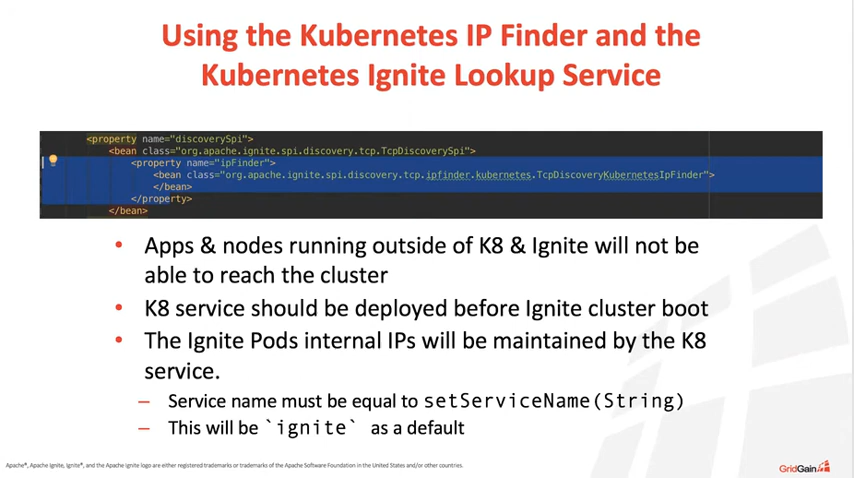 Using the Kubernetes IP Finder and the
Kubernetes Ignite Lookup Service
<property name="discoverySpi">
<bean class="org.apache.ignite.spi.discovery.tcp.TcpDiscoverySpi">
<property name="ipFinder">
<bean class="org.apache.ignite.spi.discovery.tcp.ipfinder.kubernetes.TcpDiscoveryKubernetesIpFinder">
</bean>
</property>
</bean>
• Apps & nodes running outside of K8 & Ignite will not be
able to reach the cluster
• K8 service should be deployed before Ignite cluster boot
• The Ignite Pods internal IPs will be maintained by the K8
service.
– Service name must be equal to setServiceName(String)
– This will be `ignite` as a default
Apache®, Apache Ignite, Ignite®, and the Apache Ignite logo are either registered trademarks or trademarks of the Apache Software Foundation in the United States and/or other countries.
GridGain